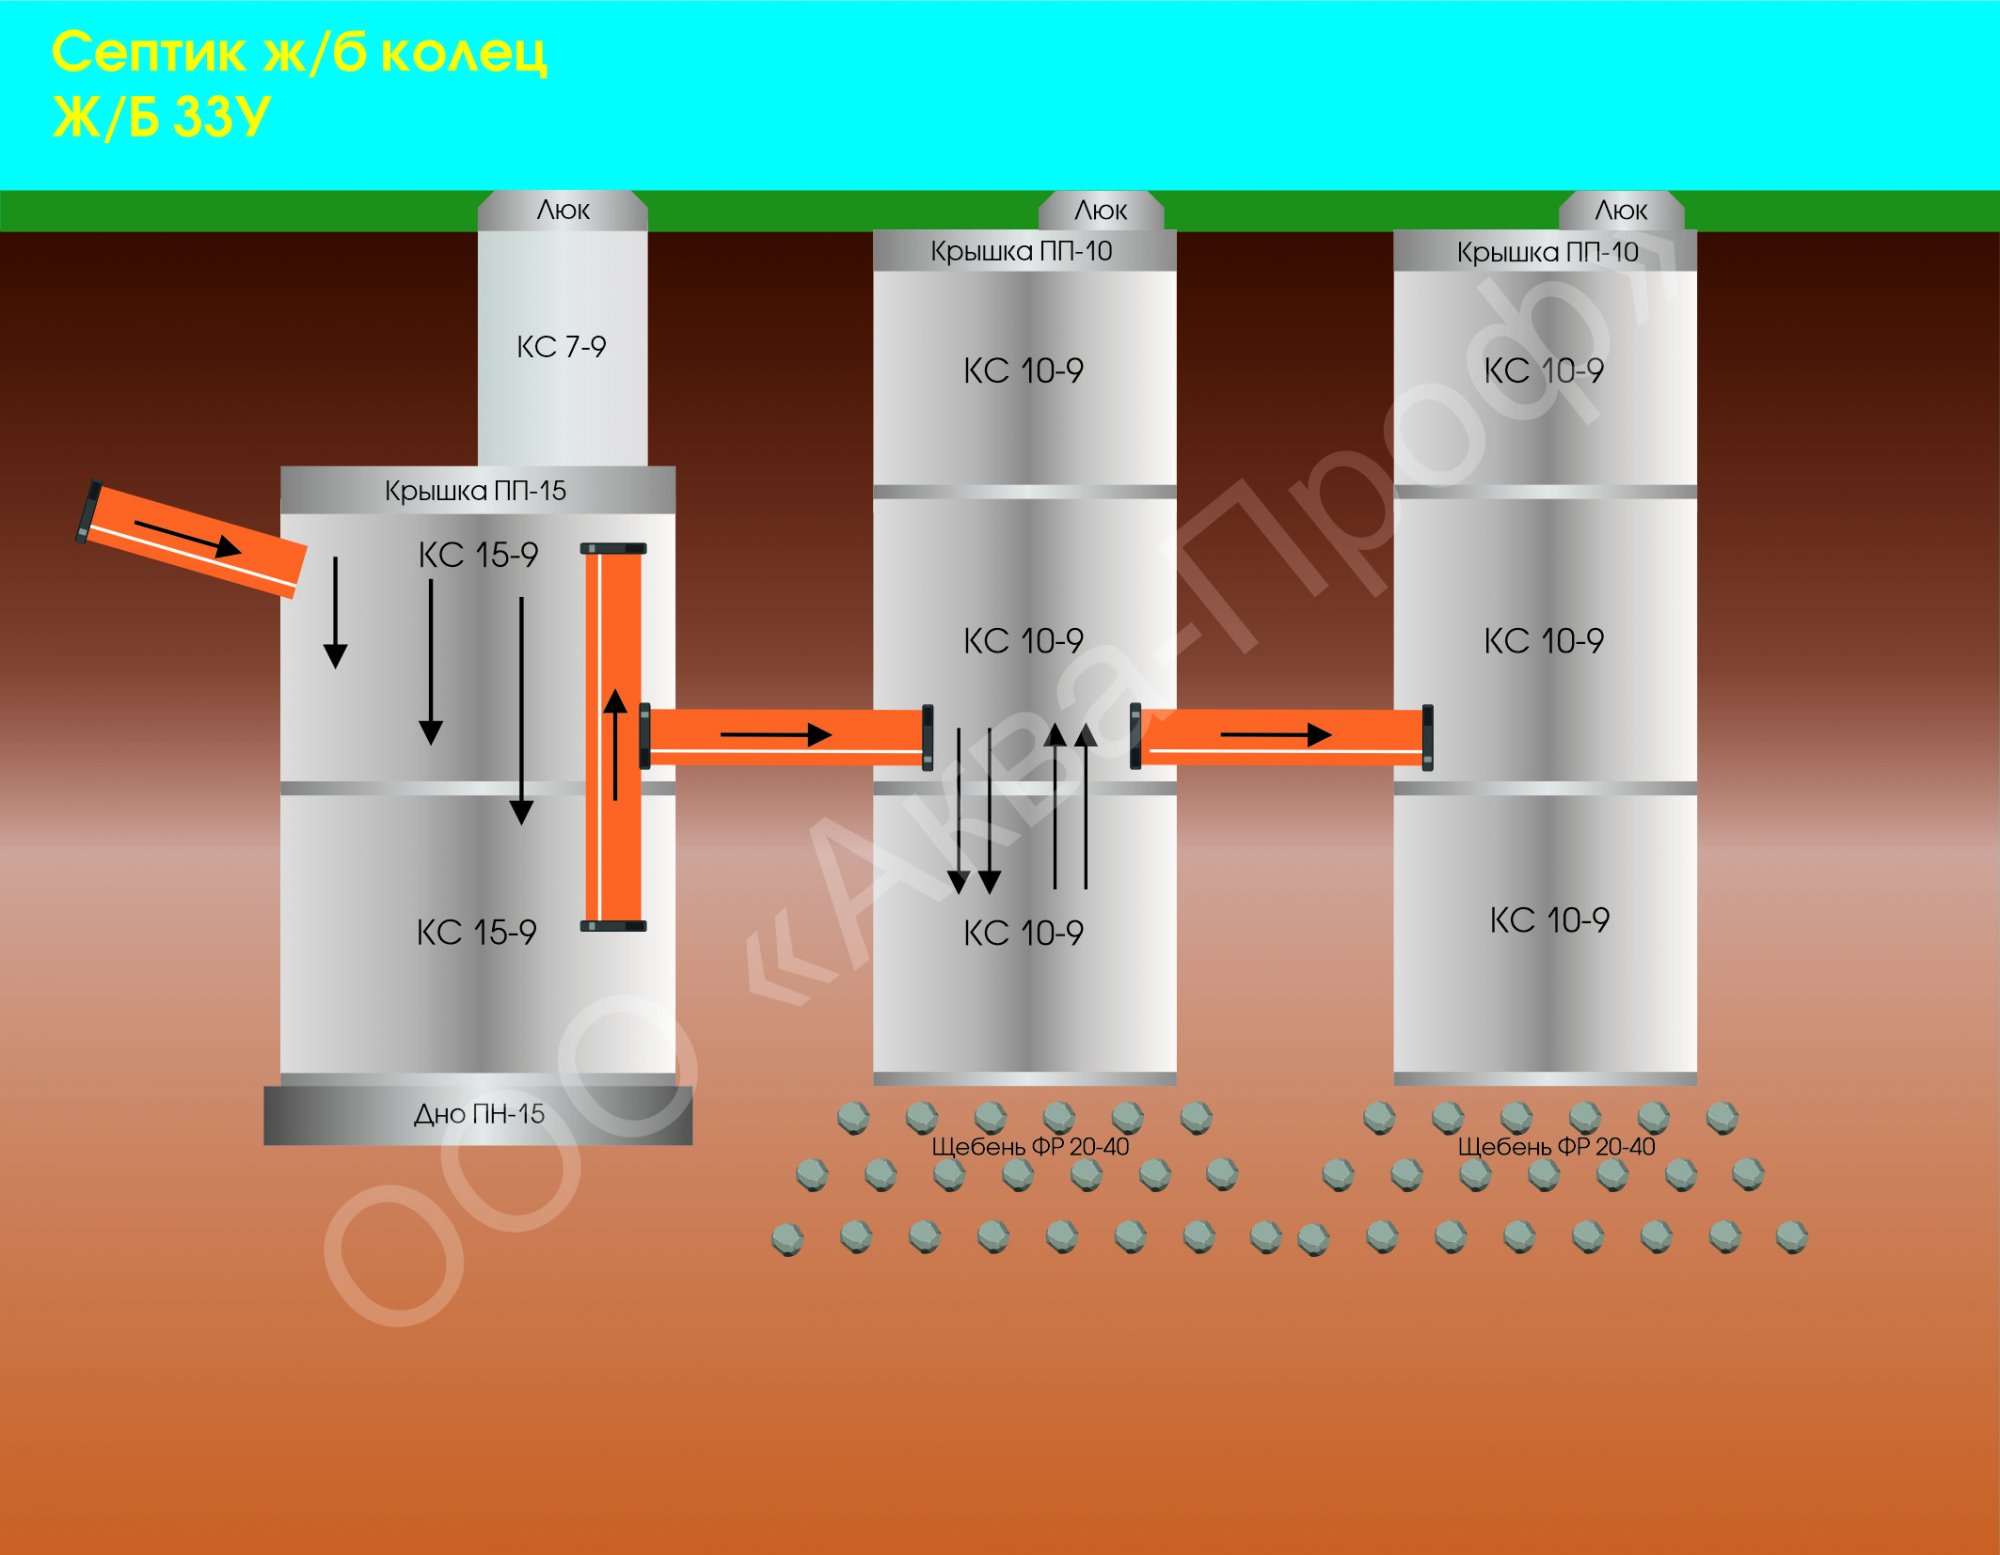 Септик ж/б колец
Ж/Б 33У
Люк
Люк
Люк
Крышка ПП-10
Крышка ПП-10
КС 7-9
КС 10-9
КС 10-9
Крышка ПП-15
КС 15-9
КС 10-9
КС 10-9
КС 15-9
КС 10-9
КС 10-9
Дно ПН-15
Щебень ФР 20-40
Щебень ФР 20-40
ООО «Аква-Профи»